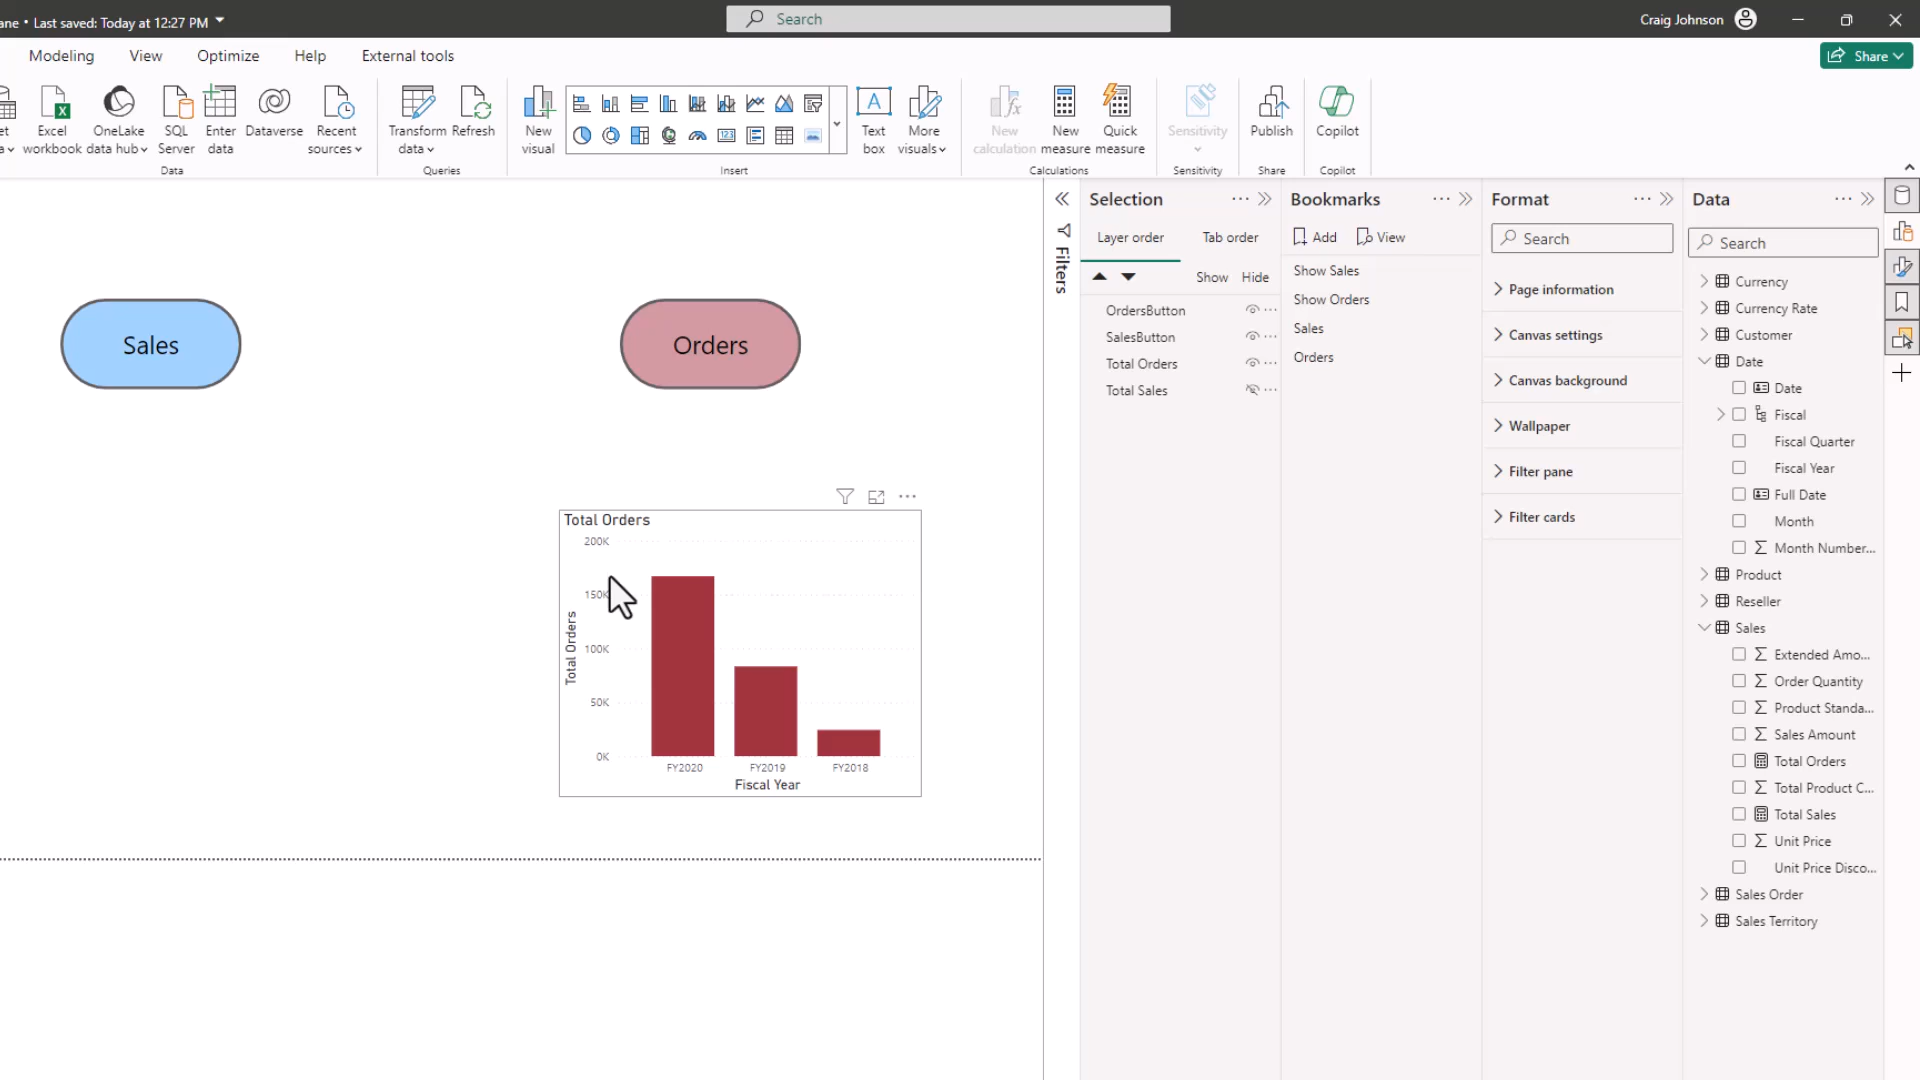 ane • Last saved: Today at 12:27 PM
Search
Craig Johnson
Modeling
View
Optimize
Help
External tools
Share
et
a
Excel
workbook
OneLake
data hub
SQL
Server
Enter
data
Dataverse
Recent
sources
Transform
data
Refresh
New
visual
123
A
Text
box
More
visuals
New
calculation
New
measure
Quick
measure
Sensitivity
Publish
Copilot
Data
Queries
Insert
Calculations
Sensitivity
Share
Copilot
Filters
Selection
Layer order
Tab order
Show
Hide
OrdersButton
SalesButton
Total Orders
Total Sales
Bookmarks
Add
View
Show Sales
Show Orders
Sales
Orders
Format
Search
Page information
Canvas settings
Canvas background
Wallpaper
Filter pane
Filter cards
Data
Search
Currency
Currency Rate
Customer
Date
Date
Fiscal
Fiscal Quarter
Fiscal Year
Full Date
Month
Month Number...
Product
Reseller
Sales
Extended Amo...
Order Quantity
Product Standa...
Sales Amount
Total Orders
Total Product C...
Total Sales
Unit Price
Unit Price Disco...
Sales Order
Sales Territory
Sales
Orders
Total Orders
Total Orders
200K
150K
100K
50K
0K
FY2020
FY2019
FY2018
Fiscal Year